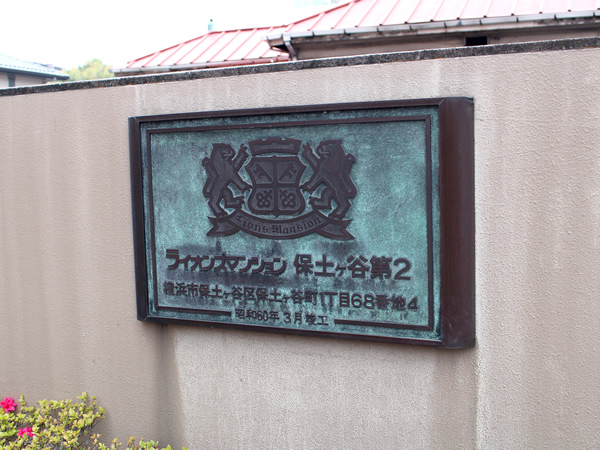 Lions Mansion
ライオンズマンション 保土ヶ谷第2
横浜市保土ヶ谷区保土ヶ谷町1丁目68番地4
昭和60年 3月 竣工